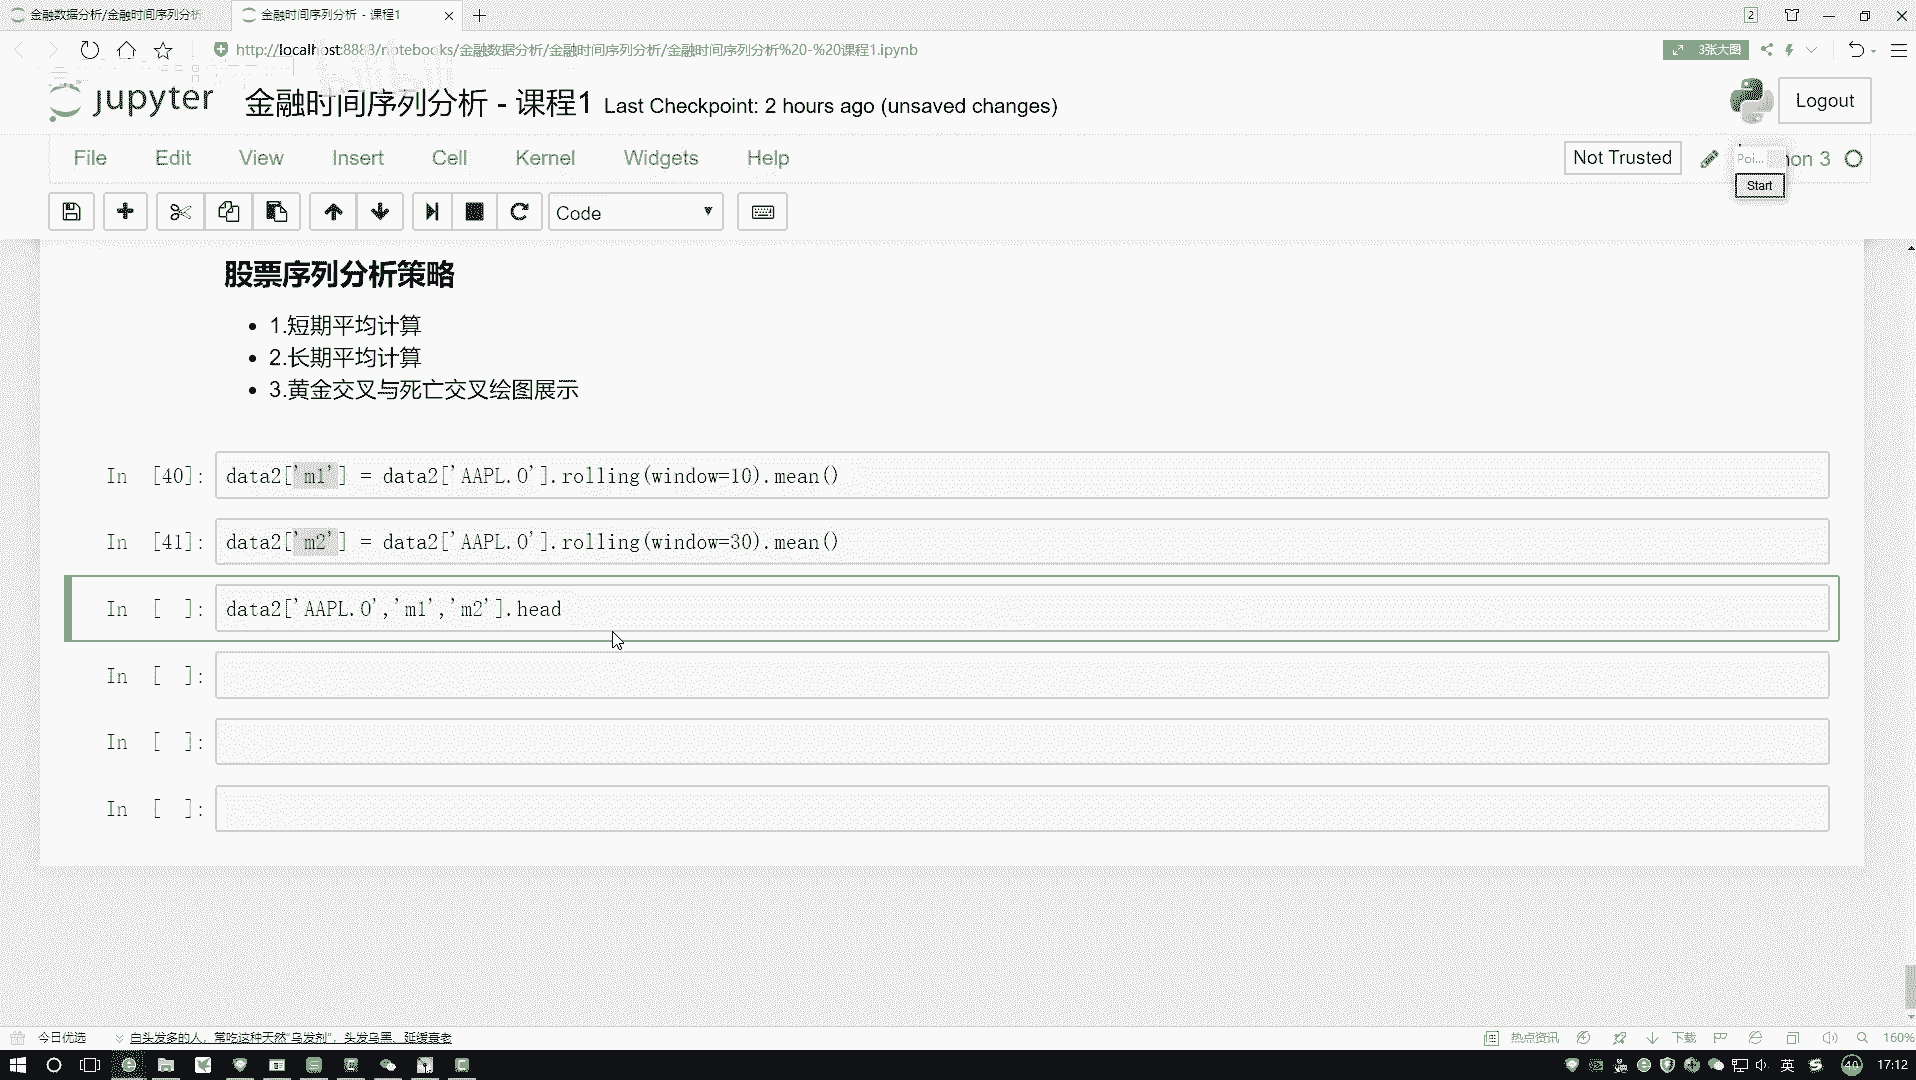 金融数据分析/金融时间序列分析
金融时间序列分析 - 课程1
2
http://localhost:8888/notebooks/金融数据分析/金融时间序列分析/金融时间序列分析%20-%20课程1.ipynb
3张大图
jupyter
金融时间序列分析 - 课程1 Last Checkpoint: 2 hours ago (unsaved changes)
Logout
File Edit View Insert Cell Kernel Widgets Help
Not Trusted
Poi...
on 3
Start
Code
股票序列分析策略
• 1.短期平均计算
• 2.长期平均计算
• 3.黄金交叉与死亡交叉绘图展示
In [40]: data2['m1'] = data2['AAPL.O'].rolling(window=10).mean()
In [41]: data2['m2'] = data2['AAPL.O'].rolling(window=30).mean()
In [ ]: data2['AAPL.O','m1','m2'].head
In [ ]:
In [ ]:
In [ ]:
今日优选
白头发多的人，常吃这种天然"乌发剂"，头发乌黑、延缓衰老
热点资讯
下载
160%
英
40
17:12